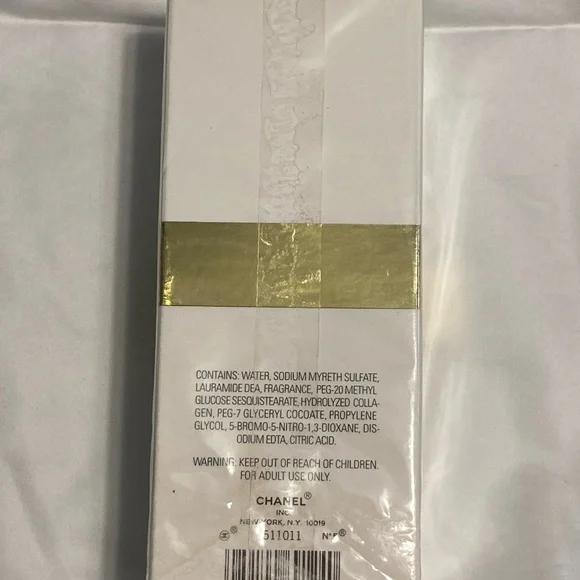 CONTAINS: WATER, SODIUM MYRETH SULFATE,
LAURAMIDE DEA, FRAGRANCE, PEG-20 METHYL
GLUCOSE SESQUISTEARATE, HYDROLYZED COLLA-
GEN, PEG-7 GLYCERYL COCOATE, PROPYLENE
GLYCOL, 5-BROMO-5-NITRO-1,3-DIOXANE, DIS-
ODIUM EDTA, CITRIC ACID.
WARNING: KEEP OUT OF REACH OF CHILDREN.
FOR ADULT USE ONLY.
CHANEL®
INC
NEW YORK, N.Y. 10019
511011 N°5®